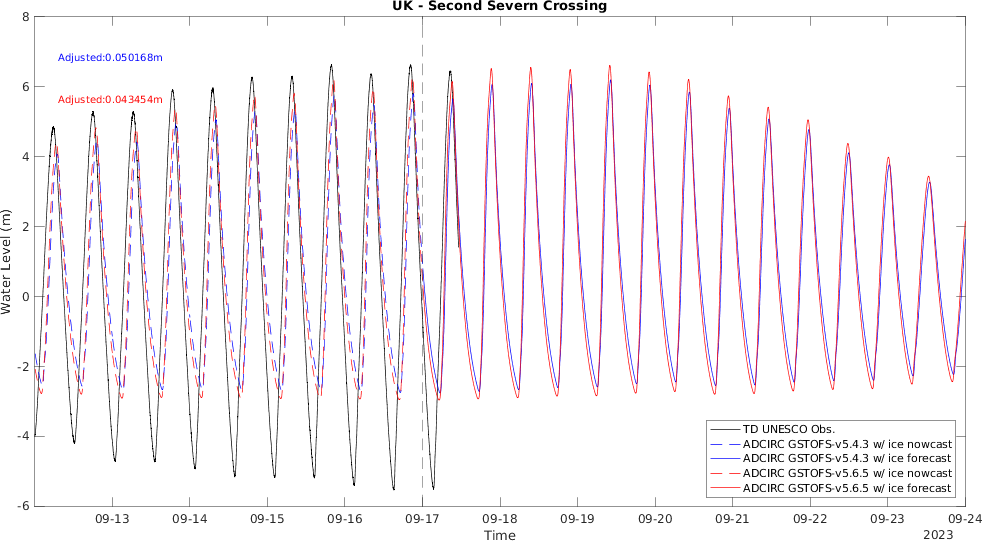 UK - Second Severn Crossing
8
6
4
2
0
-2
-4
-6
Water Level (m)
Adjusted:0.050168m
Adjusted:0.043454m
TD UNESCO Obs.
ADCIRC GSTOFS-v5.4.3 w/ ice nowcast
ADCIRC GSTOFS-v5.4.3 w/ ice forecast
ADCIRC GSTOFS-v5.6.5 w/ ice nowcast
ADCIRC GSTOFS-v5.6.5 w/ ice forecast
09-13 09-14 09-15 09-16 09-17 09-18 09-19 09-20 09-21 09-22 09-23 09-24
Time
2023